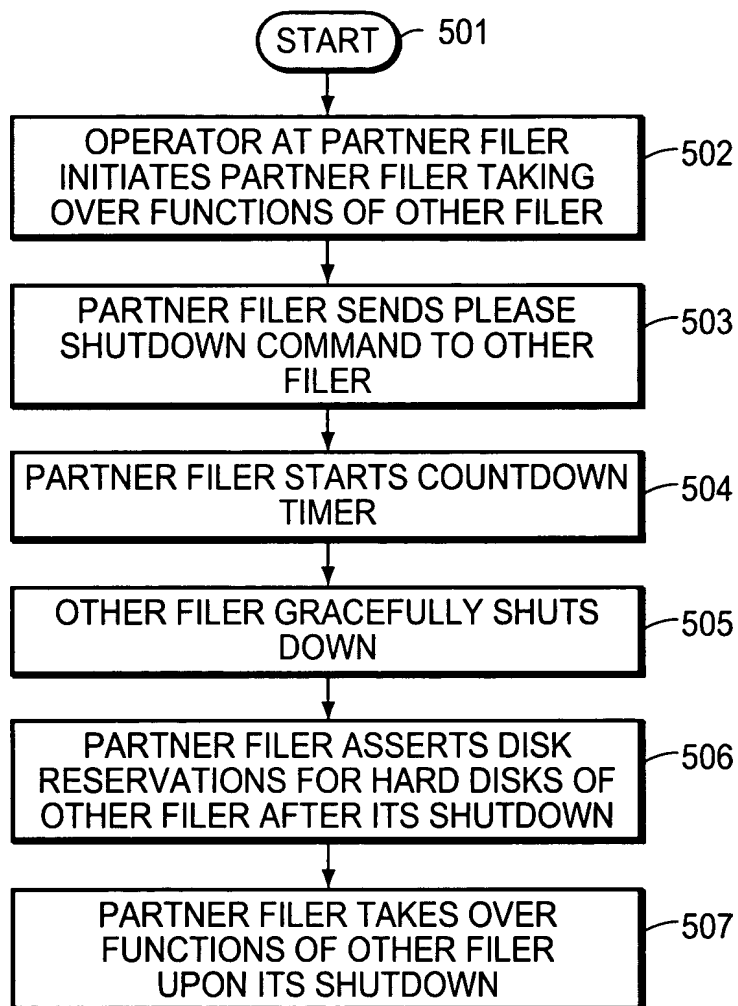 START 501
OPERATOR AT PARTNER FILER
INITIATES PARTNER FILER TAKING
OVER FUNCTIONS OF OTHER FILER
502
PARTNER FILER SENDS PLEASE
SHUTDOWN COMMAND TO OTHER
FILER
503
PARTNER FILER STARTS COUNTDOWN
TIMER
504
OTHER FILER GRACEFULLY SHUTS
DOWN
505
PARTNER FILER ASSERTS DISK
RESERVATIONS FOR HARD DISKS OF
OTHER FILER AFTER ITS SHUTDOWN
506
PARTNER FILER TAKES OVER
FUNCTIONS OF OTHER FILER
UPON ITS SHUTDOWN
507